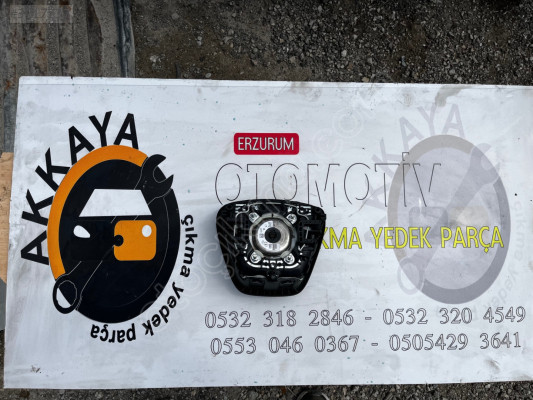 AKKAYA
çıkma yedek parça
ERZURUM
OTOMOTİV
KMA YEDEK PARÇA
0532 318 2846 - 0532 320 4549
0553 046 0367 - 0505429 3641
KAYA